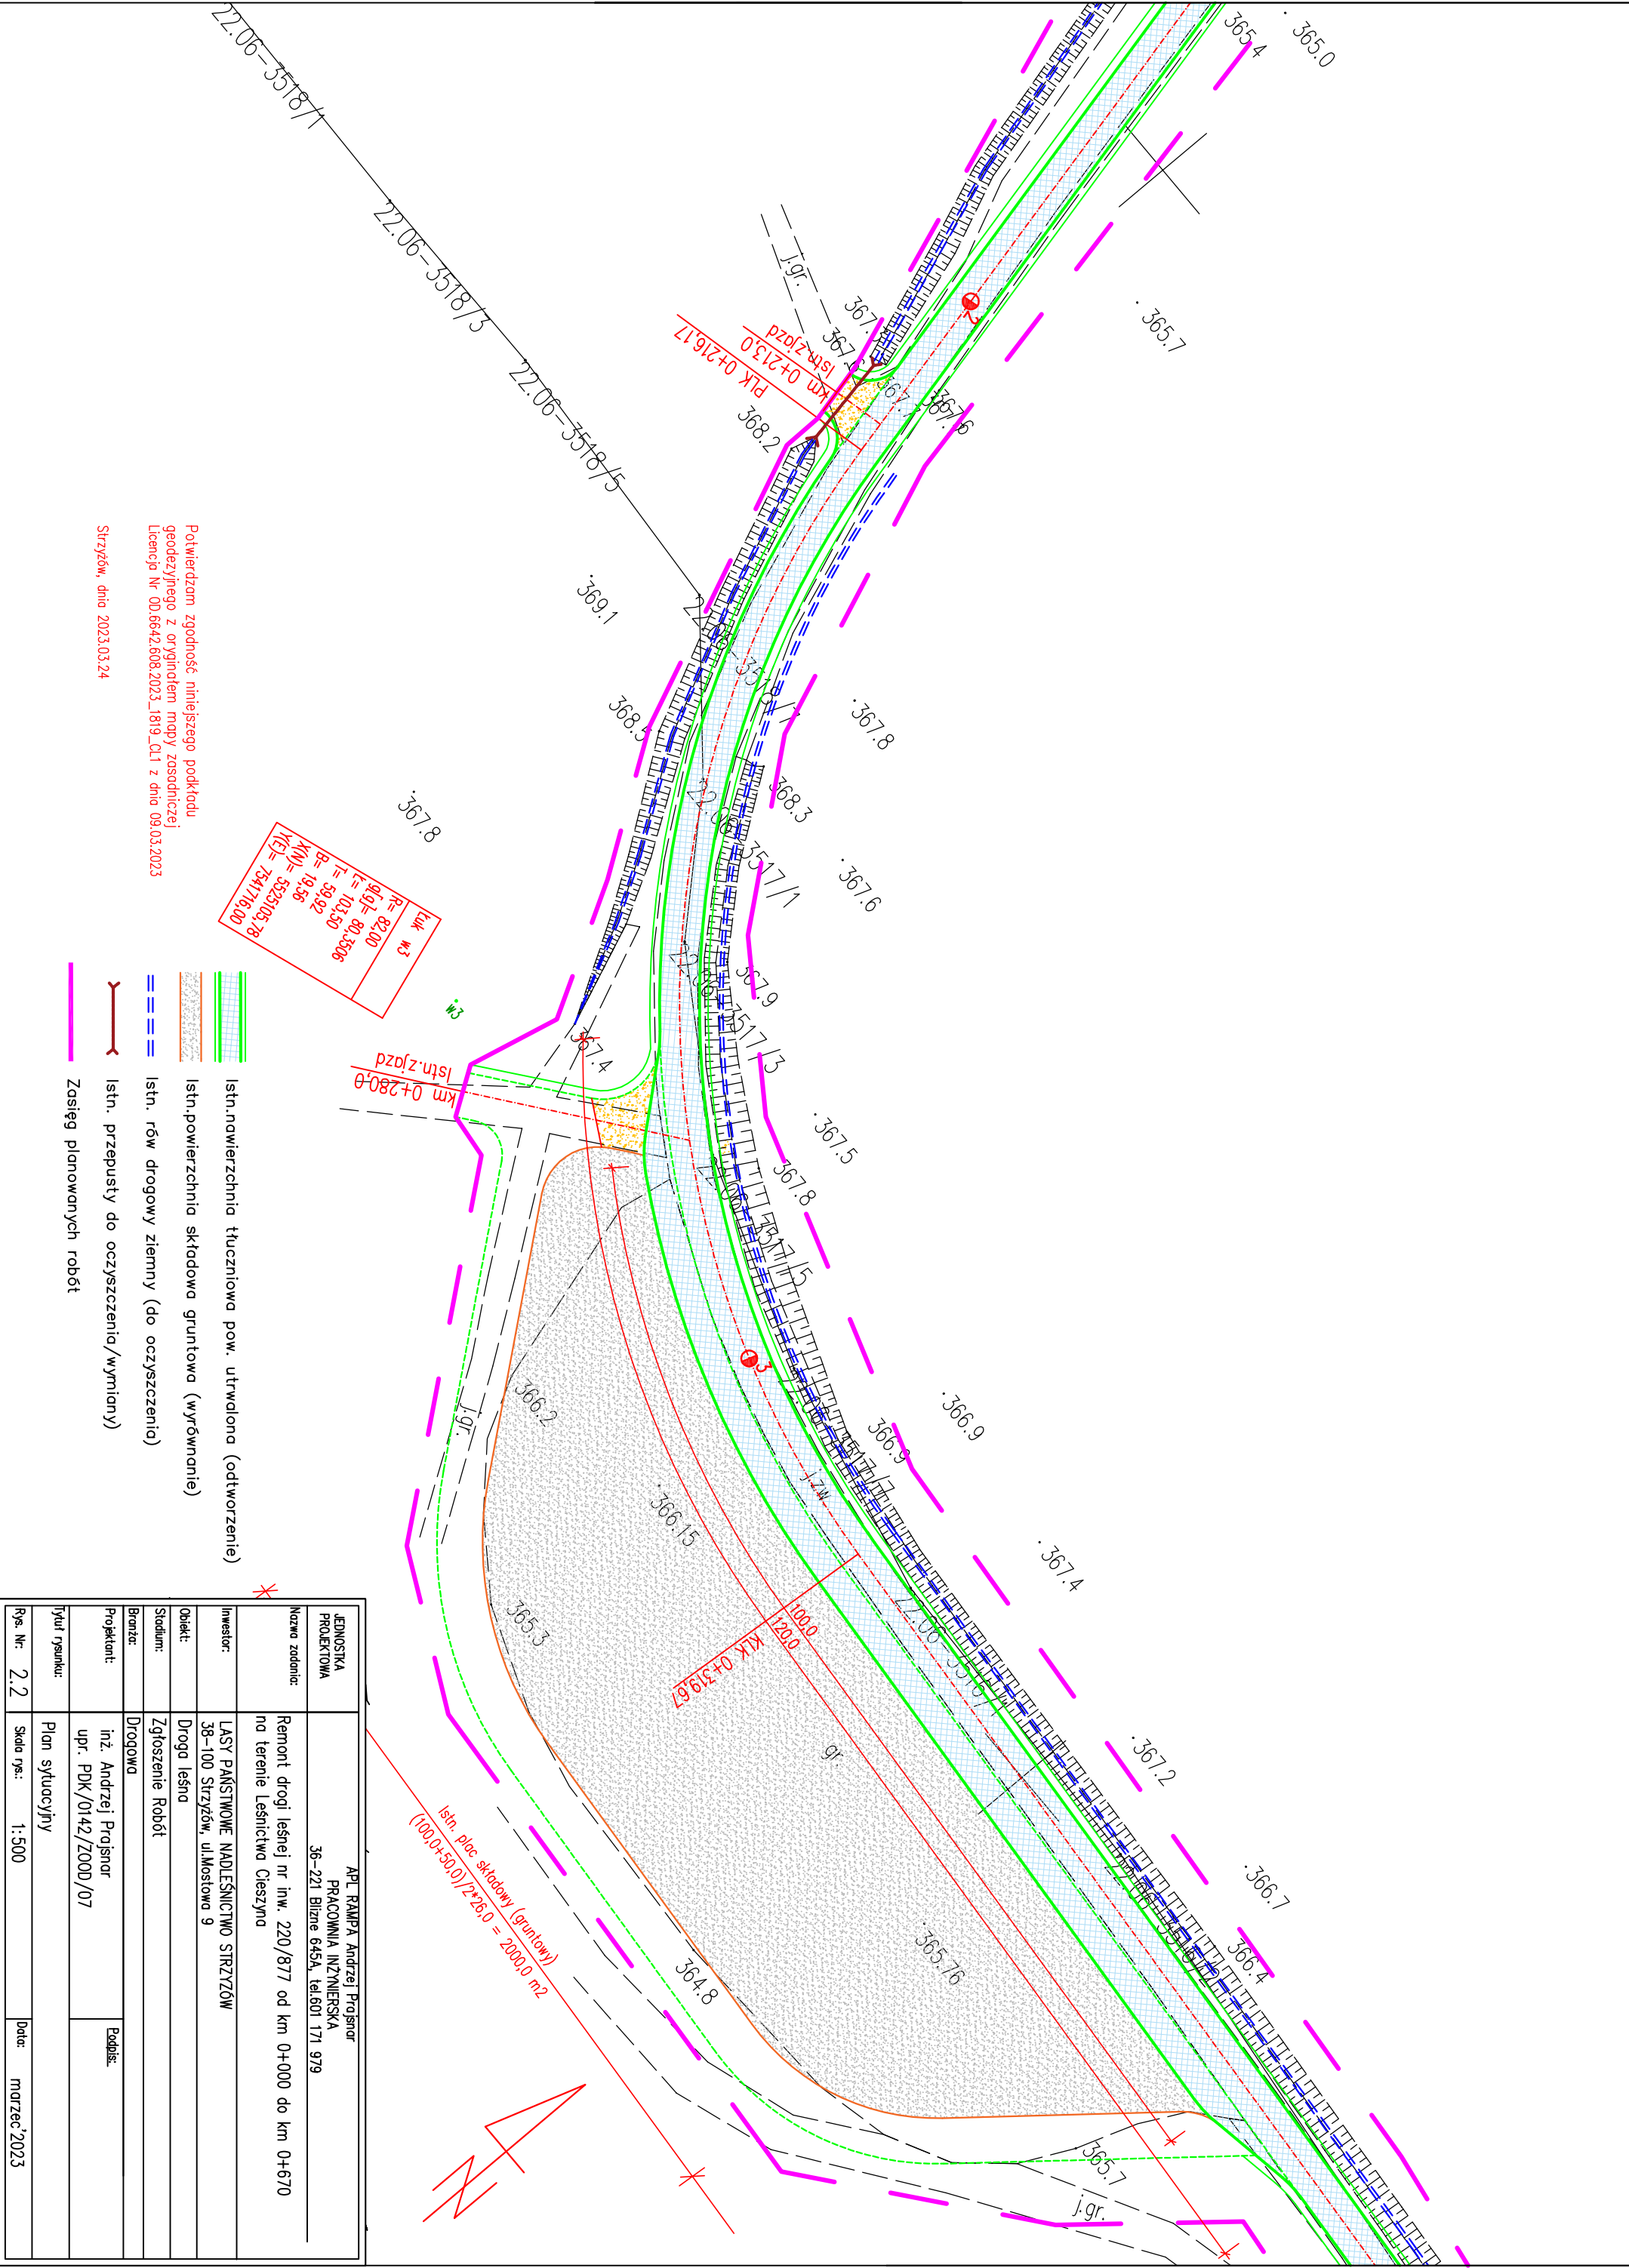 365.0
365.4
22.06-3518/1
22.06-3518/3
22.06-3518/5
j.gr.
2
365.7
km 0+213,0
Istn.zjazd
PŁK 0+216,17
367.6
368.2
369.1
368.5
367.8
368.3
367.6
367.8
367.9
367.4
367.5
367.8
w3
km 0+280,0
Istn.zjazd
Łuk w3
R= 82,00
g(g)= 80,3506
Ł= 103,50
T= 59,92
B= 19,56
X(N)= 5525105,78
Y(E)= 7541716,00
Potwierdzam zgodność niniejszego podkładu
geodezyjnego z oryginałem mapy zasadniczej
Licencja Nr OD.6642.608.2023_1819_CL1 z dnia 09.03.2023
Strzyżów, dnia 2023.03.24
Istn.nawierzchnia tłuczniowa pow. utrwalona (odtworzenie)
Istn.powierzchnia składowa gruntowa (wyrównanie)
Istn. rów drogowy ziemny (do oczyszczenia)
Istn. przepusty do oczyszczenia/wymiany)
Zasięg planowanych robót
3
366.2
j.gr.
366.9
366.9
j.zw
366.15
367.4
365.3
100,0
120,0
KŁK 0+319,67
gr.
367.2
366.7
366.4
365.76
364.8
365.7
j.gr.
Istn. plac składowy (gruntowy)
(100,0+50,0)/2*26,0 = 2000,0 m2
JEDNOSTKA
PROJEKTOWA
APL RAMPA Andrzej Prajsnar
PRACOWNIA INŻYNIERSKA
36-221 Blizne 645A, tel.601 171 979
Nazwa zadania:
Remont drogi leśnej nr inw. 220/877 od km 0+000 do km 0+670
na terenie Leśnictwa Cieszyna
Inwestor:
LASY PAŃSTWOWE NADLEŚNICTWO STRZYŻÓW
38-100 Strzyżów, ul.Mostowa 9
Obiekt:
Droga leśna
Stadium:
Zgłoszenie Robót
Branża:
Drogowa
Projektant:
inż. Andrzej Prajsnar
upr. PDK/0142/ZOOD/07
Podpis:
Tytuł rysunku:
Plan sytuacyjny
Rys. Nr: 2.2
Skala rys.: 1:500
Data: marzec'2023